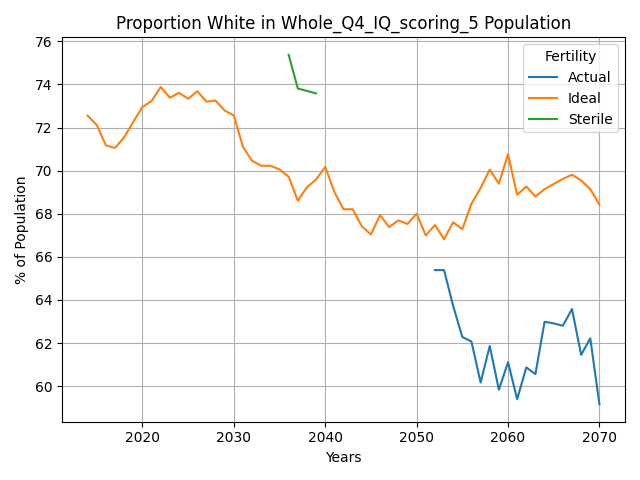 Proportion White in Whole_Q4_IQ_scoring_5 Population
76
74
72
70
68
66
64
62
60
% of Population
2020
2030
2040
2050
2060
2070
Years
Fertility
Actual
Ideal
Sterile